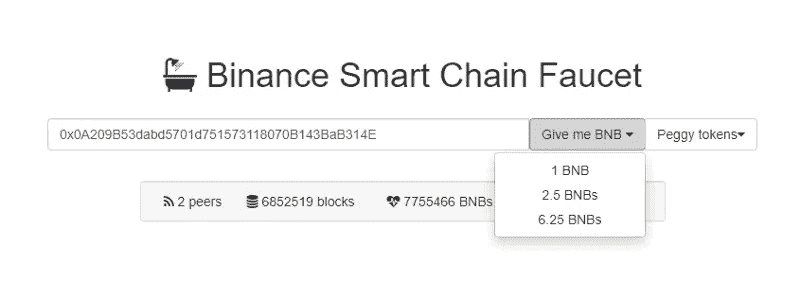 Binance Smart Chain Faucet
0x0A209B53dabd5701d751573118070B143BaB314E Give me BNB Peggy tokens
1 BNB
2.5 BNBs
6.25 BNBs
2 peers 6852519 blocks 7755466 BNBs